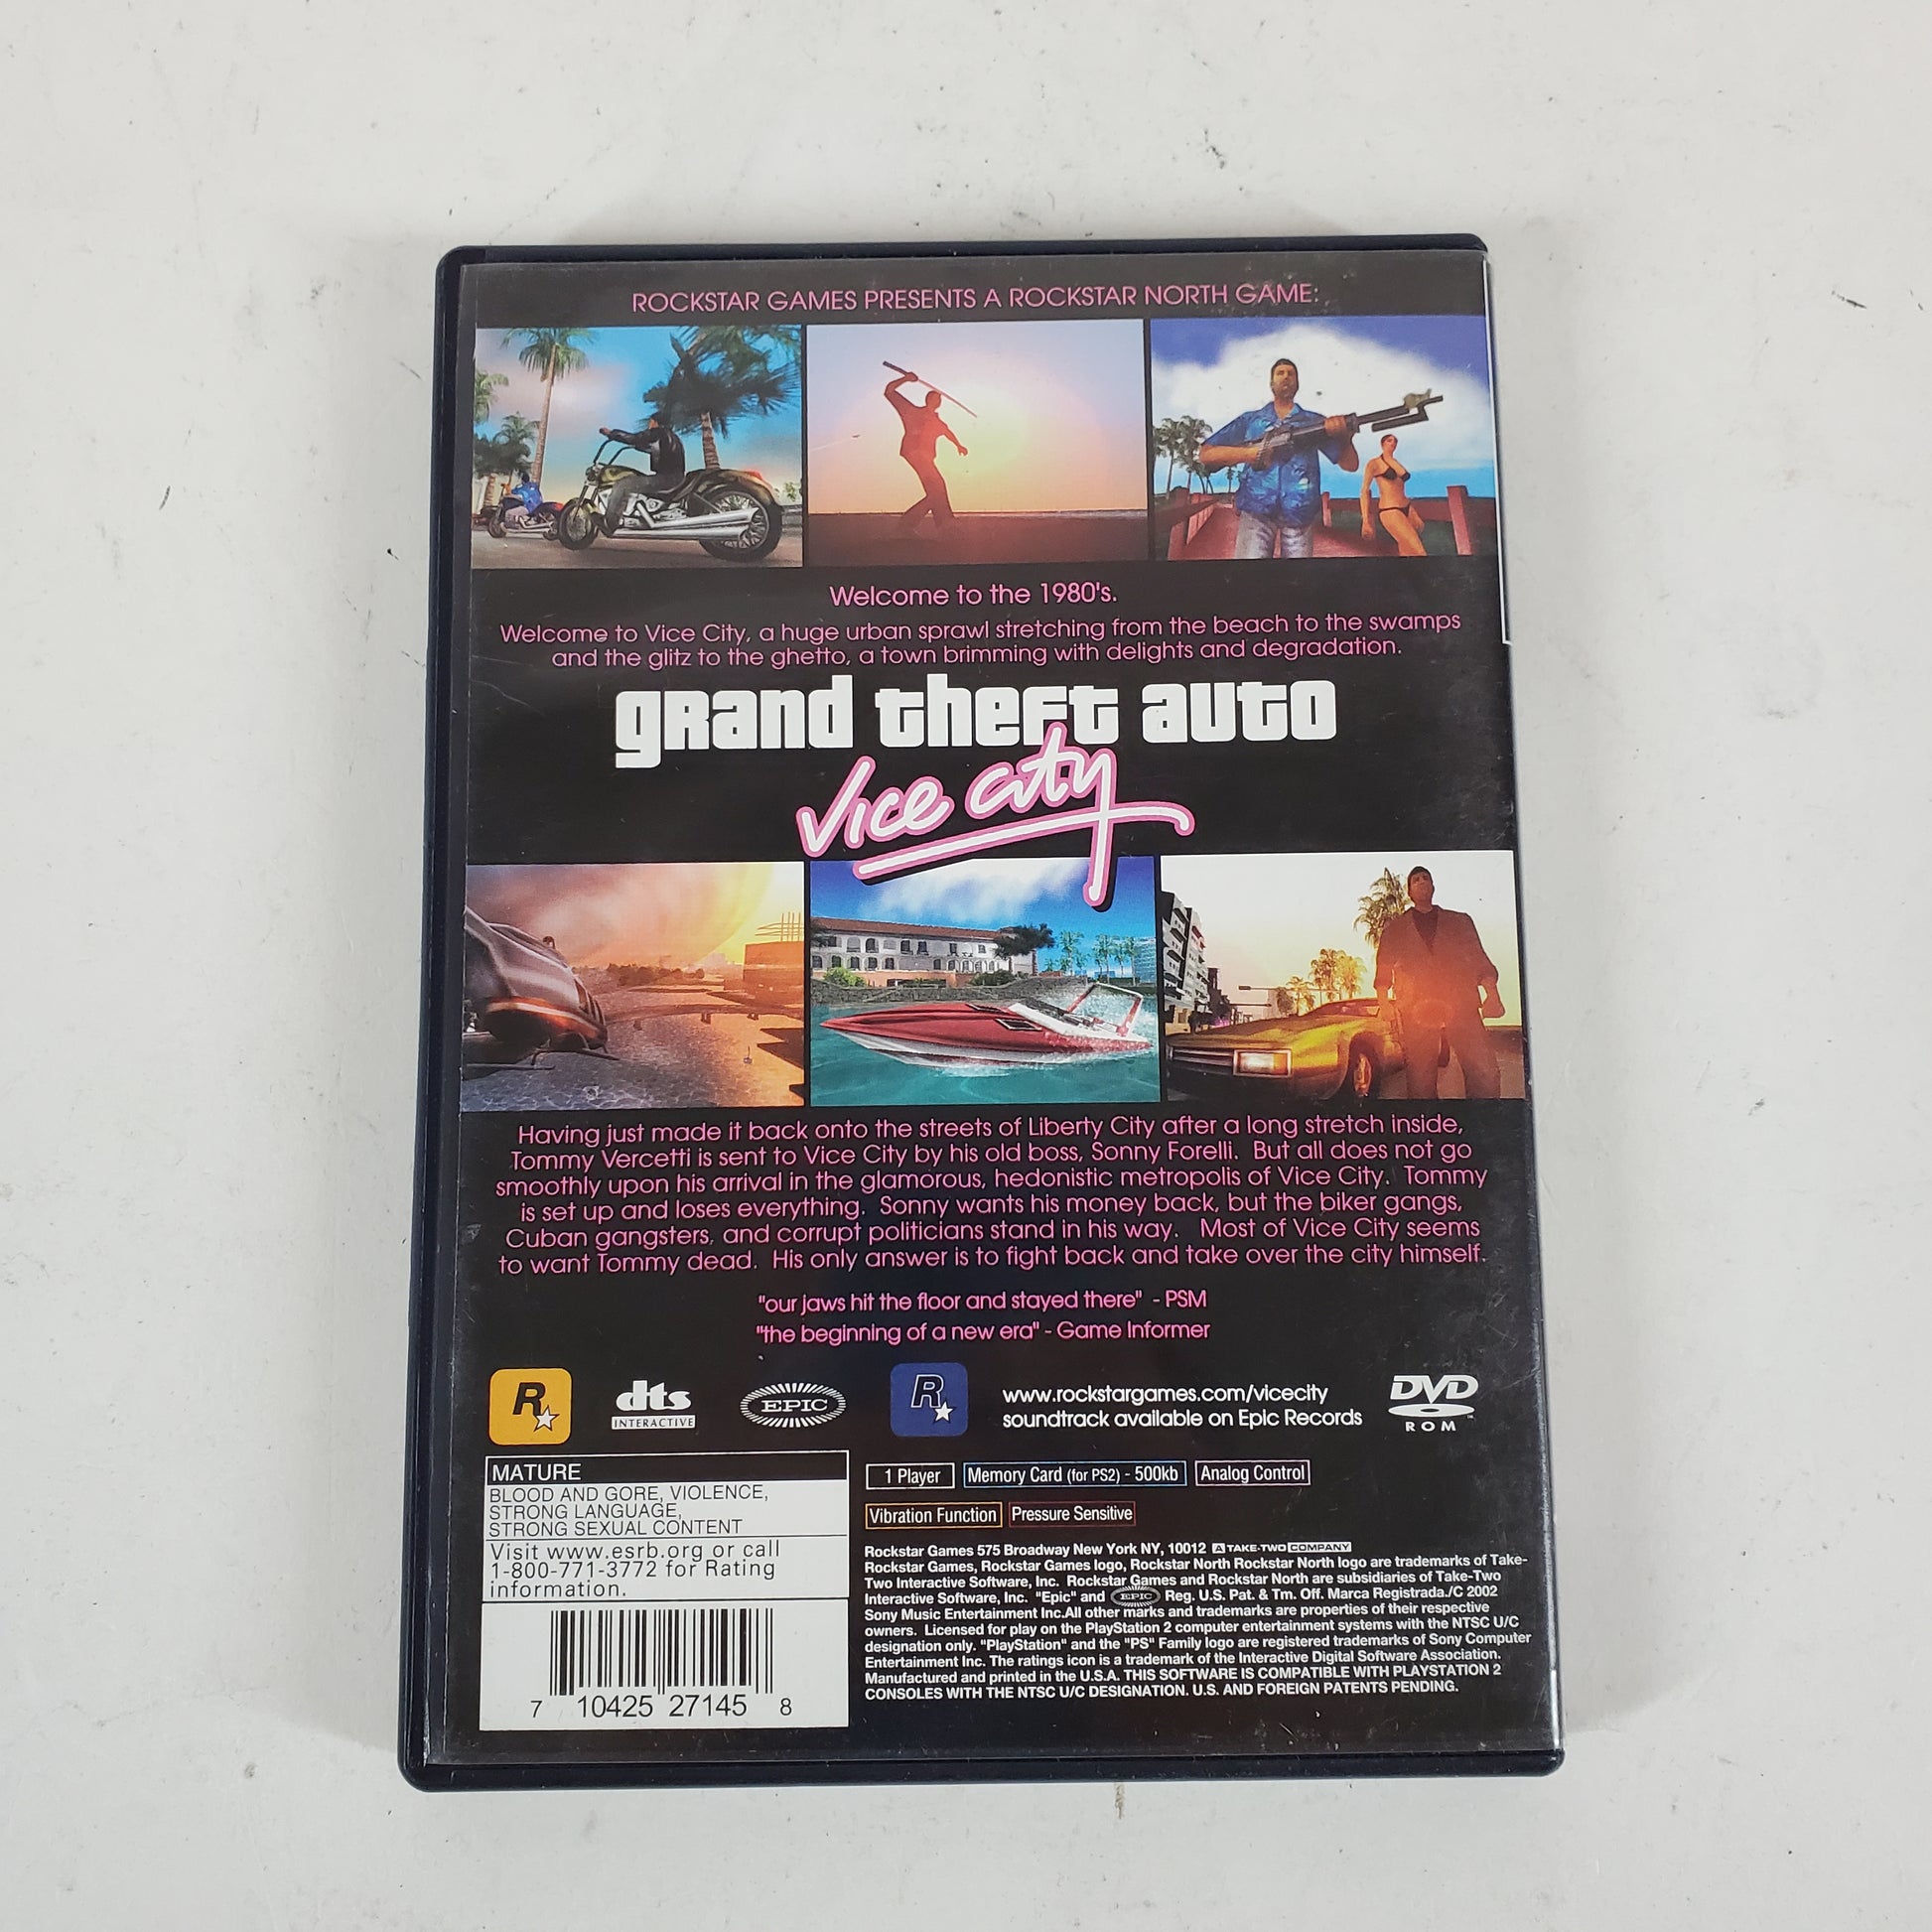 ROCKSTAR GAMES PRESENTS A ROCKSTAR NORTH GAME:
Welcome to the 1980's.
Welcome to Vice City, a huge urban sprawl stretching from the beach to the swamps
and the glitz to the ghetto, a town brimming with delights and degradation.
grand theft auto
Vice City
Having just made it back onto the streets of Liberty City after a long stretch inside,
Tommy Vercetti is sent to Vice City by his old boss, Sonny Forelli. But all does not go
smoothly upon his arrival in the glamorous, hedonistic metropolis of Vice City. Tommy
is set up and loses everything. Sonny wants his money back, but the biker gangs,
Cuban gangsters, and corrupt politicians stand in his way. Most of Vice City seems
to want Tommy dead. His only answer is to fight back and take over the city himself.
"our jaws hit the floor and stayed there" - PSM
"the beginning of a new era" - Game Informer
R
dts
INTERACTIVE
EPIC
R
www.rockstargames.com/vicecity
soundtrack available on Epic Records
DVD
ROM
MATURE
BLOOD AND GORE, VIOLENCE,
STRONG LANGUAGE,
STRONG SEXUAL CONTENT
Visit www.esrb.org or call
1-800-771-3772 for Rating
information.
7 10425 27145 8
1 Player Memory Card (for PS2) - 500kb Analog Control
Vibration Function Pressure Sensitive
Rockstar Games 575 Broadway New York NY, 10012 A TAKE-TWO COMPANY
Rockstar Games, Rockstar Games logo, Rockstar North Rockstar North logo are trademarks of Take-
Two Interactive Software, Inc. Rockstar Games and Rockstar North are subsidiaries of Take-Two
Interactive Software, Inc. "Epic" and EPIC Reg. U.S. Pat. & Tm. Off. Marca Registrada./C 2002
Sony Music Entertainment Inc.All other marks and trademarks are properties of their respective
owners. Licensed for play on the PlayStation 2 computer entertainment systems with the NTSC U/C
designation only. "PlayStation" and the "PS" Family logo are registered trademarks of Sony Computer
Entertainment Inc. The ratings icon is a trademark of the Interactive Digital Software Association.
Manufactured and printed in the U.S.A. THIS SOFTWARE IS COMPATIBLE WITH PLAYSTATION 2
CONSOLES WITH THE NTSC U/C DESIGNATION. U.S. AND FOREIGN PATENTS PENDING.